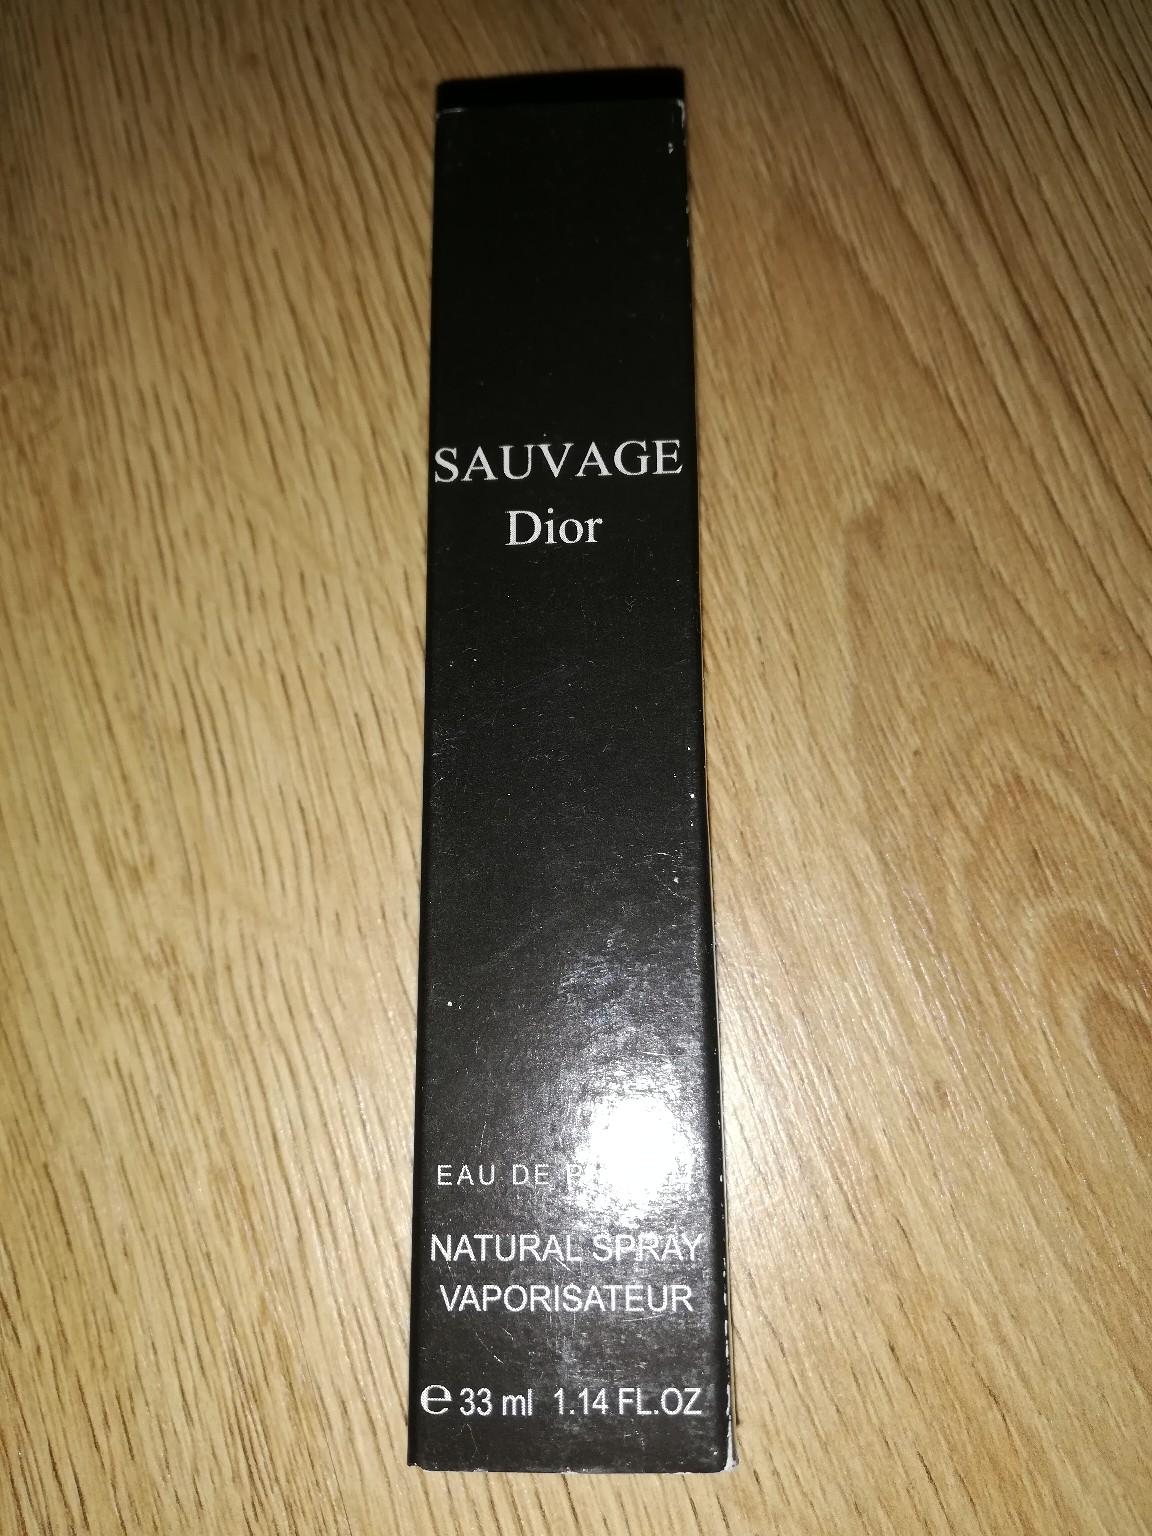 SAUVAGE
Dior
EAU DE
NATURAL SPRAY
VAPORISATEUR
℮ 33 ml 1.14 FL.OZ